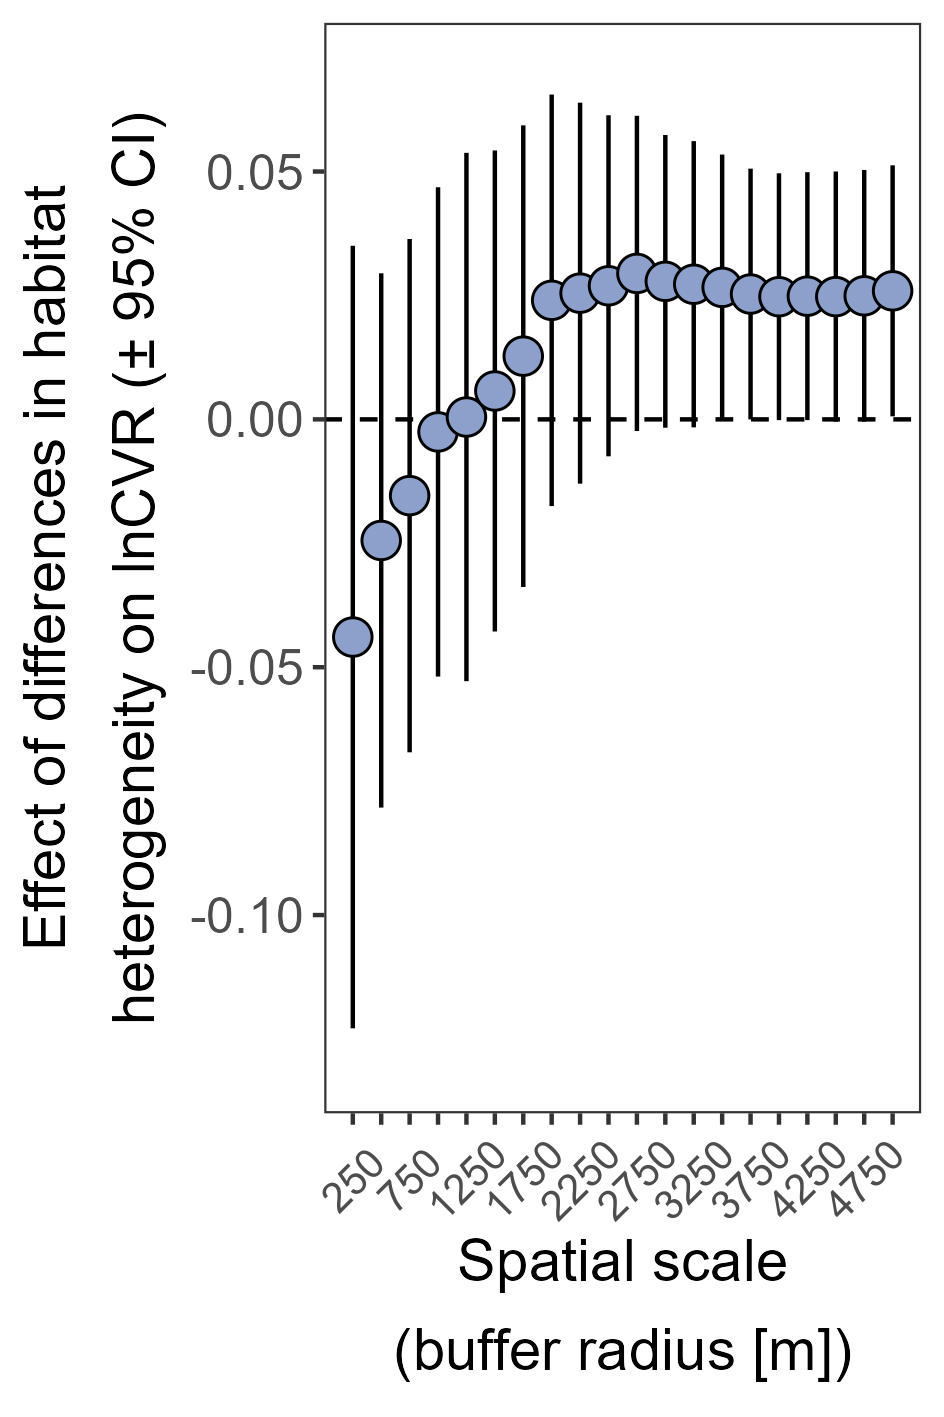 Effect of differences in habitat
heterogeneity on lnCVR (± 95% CI)
0.05
0.00
-0.05
-0.10
250 750 1250 1750 2250 2750 3250 3750 4250 4750
Spatial scale
(buffer radius [m])